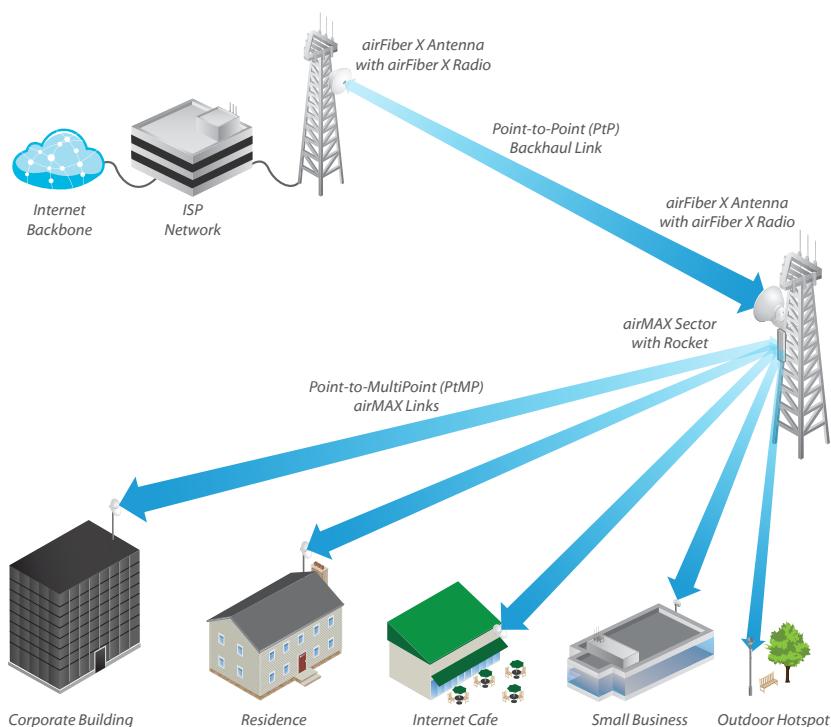 airFiber X Antenna
with airFiber X Radio
Point-to-Point (PtP)
Backhaul Link
Internet
Backbone
ISP
Network
airFiber X Antenna
with airFiber X Radio
airMAX Sector
with Rocket
Point-to-MultiPoint (PtMP)
airMAX Links
Corporate Building
Residence
Internet Cafe
Small Business
Outdoor Hotspot